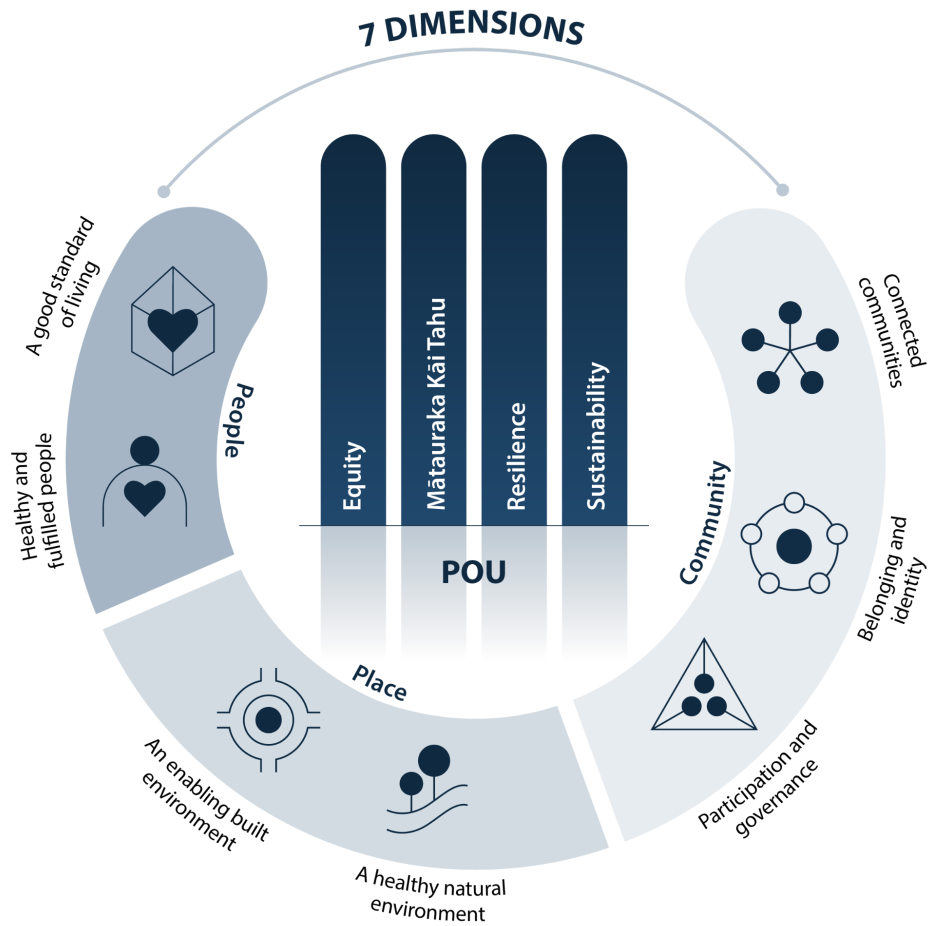 7 DIMENSIONS
A good standard
of living
Healthy and
fulfilled people
People
Equity
Mātauraka Kāi Tahu
Resilience
Sustainability
POU
Connected
communities
Belonging and
identity
Community
Participation and
governance
Place
An enabling built
environment
A healthy natural
environment